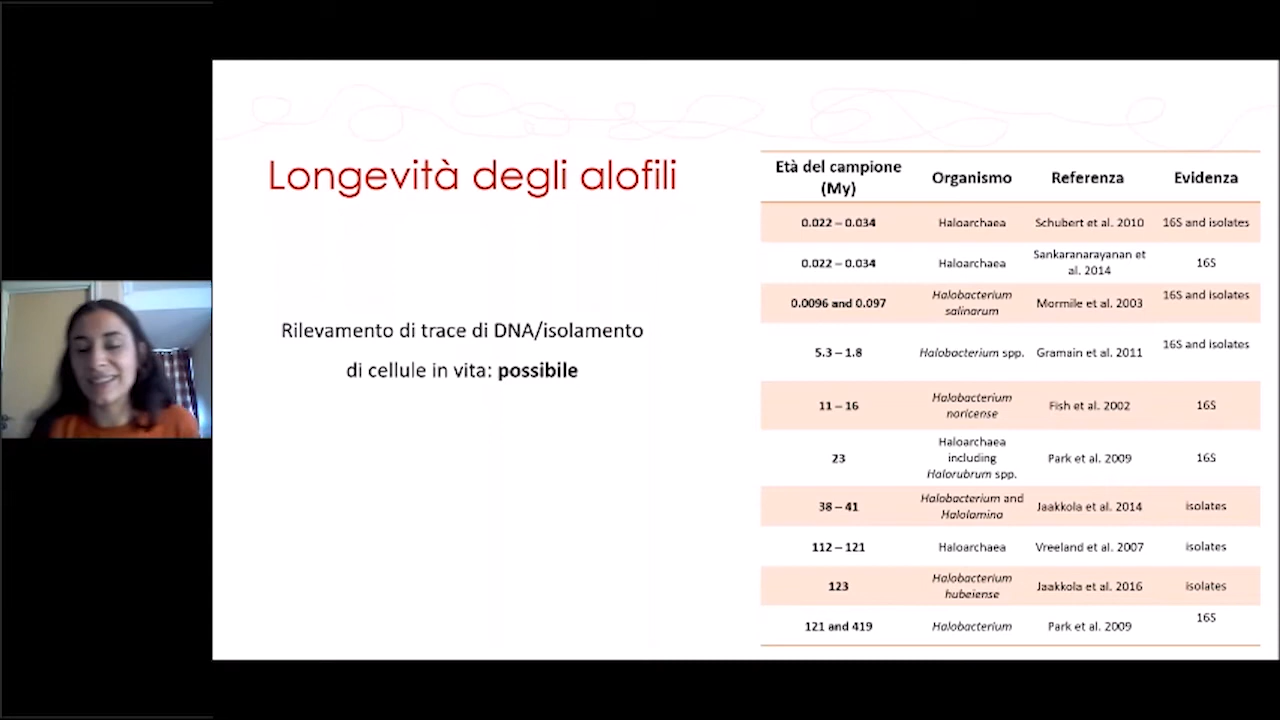 Longevità degli alofili
Rilevamento di trace di DNA/isolamento
di cellule in vita: possibile
Età del campione
(My)
Organismo
Referenza
Evidenza
0.022 – 0.034
Haloarchaea
Schubert et al. 2010
16S and isolates
0.022 – 0.034
Haloarchaea
Sankaranarayanan et
al. 2014
16S
0.0096 and 0.097
Halobacterium
salinarum
Mormile et al. 2003
16S and isolates
5.3 – 1.8
Halobacterium spp.
Gramain et al. 2011
16S and isolates
11 – 16
Halobacterium
noricense
Fish et al. 2002
16S
23
Haloarchaea
including
Halorubrum spp.
Park et al. 2009
16S
38 – 41
Halobacterium and
Halolamina
Jaakkola et al. 2014
isolates
112 – 121
Haloarchaea
Vreeland et al. 2007
isolates
123
Halobacterium
hubeiense
Jaakkola et al. 2016
isolates
121 and 419
Halobacterium
Park et al. 2009
16S